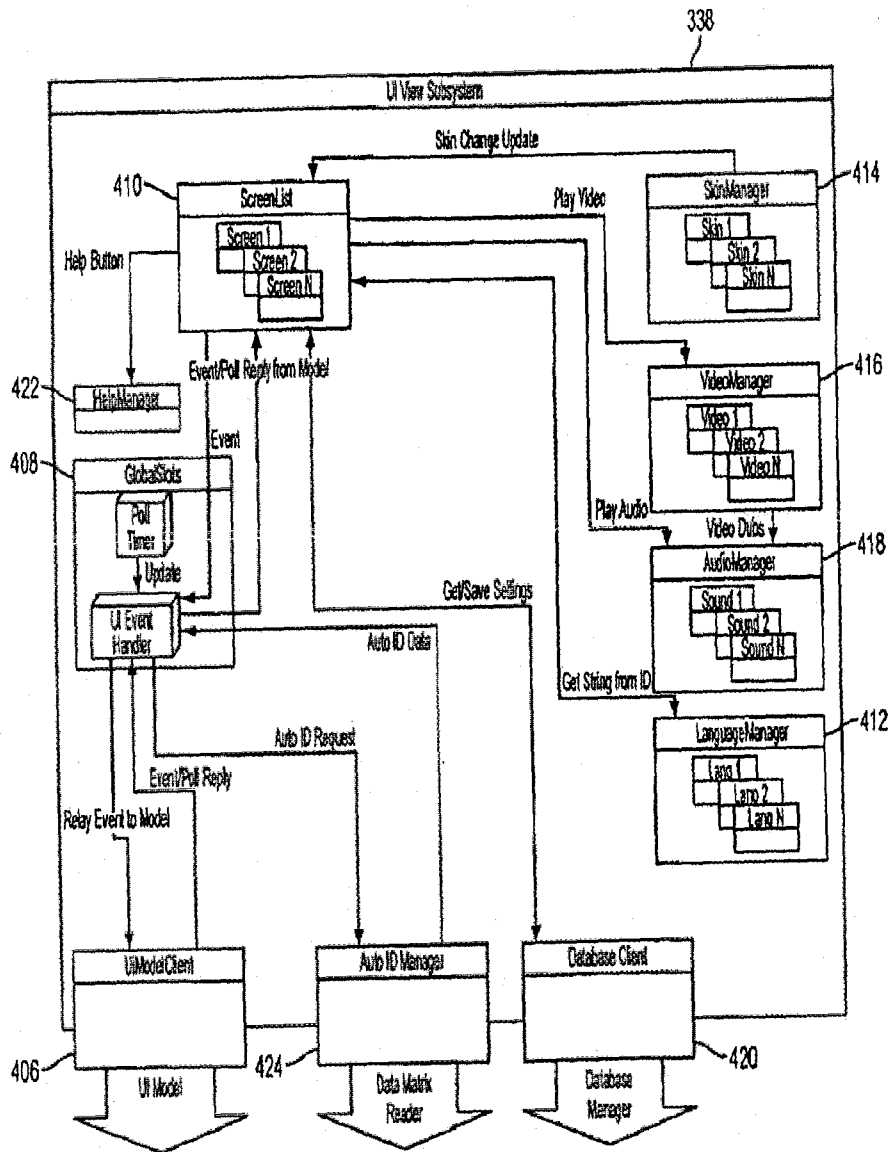 338
UI View Subsystem
Skin Change Update
410
ScreenList
Screen 1
Screen 2
Screen N
Play Video
SkinManager
414
Skin 1
Skin 2
Skin N
Help Button
Event/Poll Reply from Model
422
HelpManager
Event
VideoManager
416
Video 1
Video 2
Video N
408
GlobalSlots
Poll
Timer
Update
UI Event
Handler
Play Audio
Video Dubs
AudioManager
418
Sound 1
Sound 2
Sound N
Get/Save Settings
Auto ID Data
Get String from ID
LanguageManager
412
Lang 1
Lang 2
Lang N
Auto ID Request
Event/Poll Reply
Relay Event to Model
UiModelClient
Auto ID Manager
Database Client
406
424
420
UI Model
Data Matrix
Reader
Database
Manager